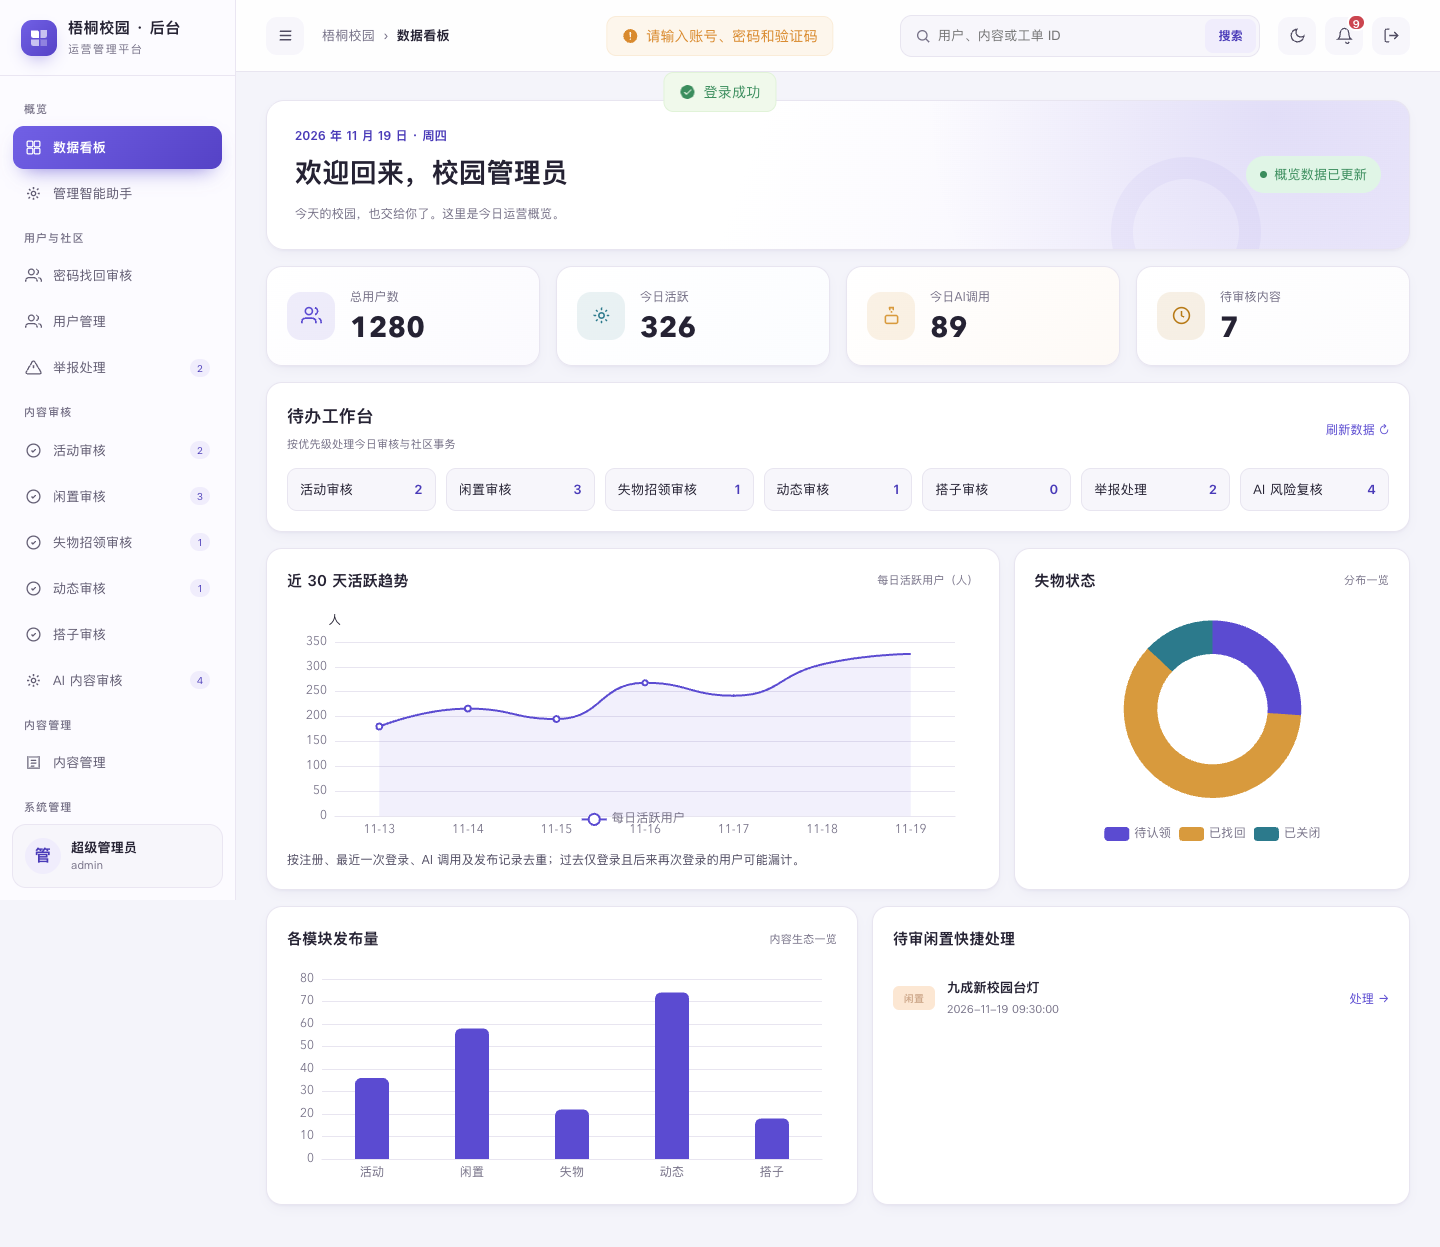 梧桐校园 · 后台
运营管理平台
概览
数据看板
管理智能助手
用户与社区
密码找回审核
用户管理
举报处理 2
内容审核
活动审核 2
闲置审核 3
失物招领审核 1
动态审核 1
搭子审核
AI 内容审核 4
内容管理
内容管理
系统管理
管
超级管理员
admin
梧桐校园 › 数据看板
请输入账号、密码和验证码
用户、内容或工单 ID
搜索
9
登录成功
2026 年 11 月 19 日 · 周四
欢迎回来，校园管理员
今天的校园，也交给你了。这里是今日运营概览。
概览数据已更新
总用户数
1280
今日活跃
326
今日AI调用
89
待审核内容
7
待办工作台
按优先级处理今日审核与社区事务
刷新数据
活动审核 2
闲置审核 3
失物招领审核 1
动态审核 1
搭子审核 0
举报处理 2
AI 风险复核 4
近 30 天活跃趋势
每日活跃用户（人）
人
350
300
250
200
150
100
50
0
11-13 11-14 11-15 11-16 11-17 11-18 11-19
每日活跃用户
按注册、最近一次登录、AI 调用及发布记录去重；过去仅登录且后来再次登录的用户可能漏计。
失物状态
分布一览
待认领 已找回 已关闭
各模块发布量
内容生态一览
80
70
60
50
40
30
20
10
0
活动 闲置 失物 动态 搭子
待审闲置快捷处理
闲置
九成新校园台灯
2026-11-19 09:30:00
处理 →